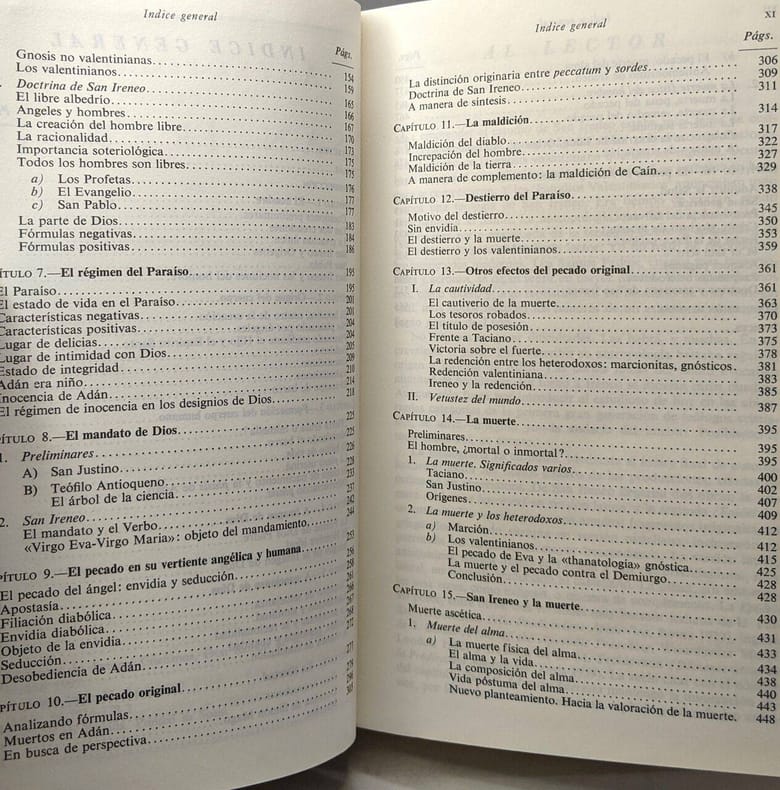 Indice general
Págs.
Gnosis no valentinianas 154
Los valentinianos 159
Doctrina de San Ireneo 165
El libre albedrío 166
Angeles y hombres 167
La creación del hombre libre 170
La racionalidad 173
Importancia soteriológica 175
Todos los hombres son libres 175
a) Los Profetas 176
b) El Evangelio 177
c) San Pablo 177
La parte de Dios 183
Fórmulas negativas 184
Fórmulas positivas 186
ÍTULO 7.—El régimen del Paraíso 195
El Paraíso 195
El estado de vida en el Paraíso 201
Características negativas 201
Características positivas 204
Lugar de delicias 204
Lugar de intimidad con Dios 205
Estado de integridad 209
Adán era niño 210
Inocencia de Adán 214
El régimen de inocencia en los designios de Dios 218
ÍTULO 8.—El mandato de Dios 225
1. Preliminares 225
A) San Justino 226
B) Teófilo Antioqueno 228
El árbol de la ciencia 233
2. San Ireneo 237
El mandato y el Verbo 242
«Virgo Eva-Virgo Maria»: objeto del mandamiento 244
PÍTULO 9.—El pecado en su vertiente angélica y humana 253
El pecado del ángel: envidia y seducción 256
Apostasía 258
Filiación diabólica 261
Envidia diabólica 265
Objeto de la envidia
Seducción 268
Desobediencia de Adán 272
PÍTULO 10.—El pecado original 277
Analizando fórmulas
Muertos en Adán 296
En busca de perspectiva 305
Indice general
XI
Págs.
La distinción originaria entre peccatum y sordes 306
Doctrina de San Ireneo 309
A manera de síntesis 311
CAPÍTULO 11.—La maldición 314
Maldición del diablo 317
Increpación del hombre 322
Maldición de la tierra 327
A manera de complemento: la maldición de Caín 329
CAPÍTULO 12.—Destierro del Paraíso 338
Motivo del destierro 345
Sin envidia 350
El destierro y la muerte 353
El destierro y los valentinianos 359
CAPÍTULO 13.—Otros efectos del pecado original 361
I. La cautividad 361
El cautiverio de la muerte 363
Los tesoros robados 370
El título de posesión 373
Frente a Taciano 375
Victoria sobre el fuerte 378
La redención entre los heterodoxos: marcionitas, gnósticos. 381
Redención valentiniana 383
Ireneo y la redención 385
II. Vetustez del mundo 387
CAPÍTULO 14.—La muerte 395
Preliminares 395
El hombre, ¿mortal o inmortal? 395
1. La muerte. Significados varios 400
Taciano 402
San Justino 407
Orígenes 409
2. La muerte y los heterodoxos 412
a) Marción 412
b) Los valentinianos 415
El pecado de Eva y la «thanatología» gnóstica 425
La muerte y el pecado contra el Demiurgo 428
Conclusión 428
CAPÍTULO 15.—San Ireneo y la muerte 430
Muerte ascética 431
1. Muerte del alma 433
a) La muerte física del alma 434
El alma y la vida 438
La composición del alma 440
Vida póstuma del alma 443
Nuevo planteamiento. Hacia la valoración de la muerte. 448